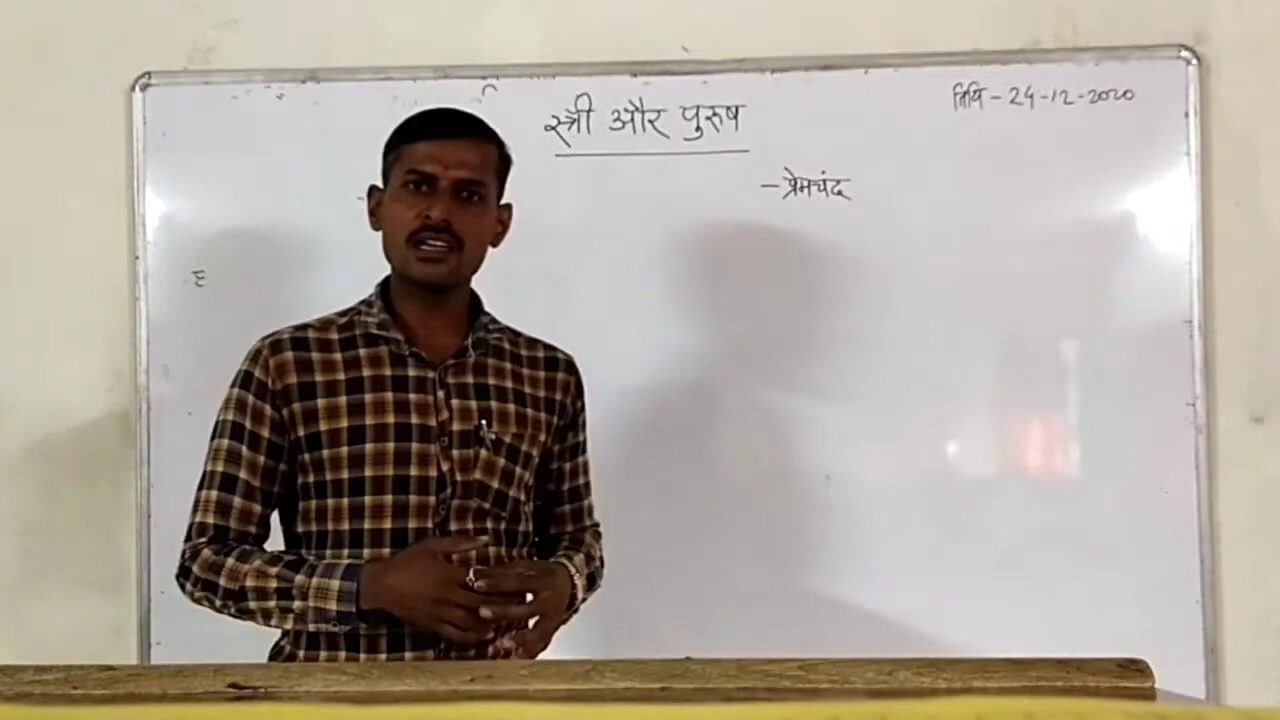 स्त्री और पुरुष
तिथि - 24-12-2020
- प्रेमचंद